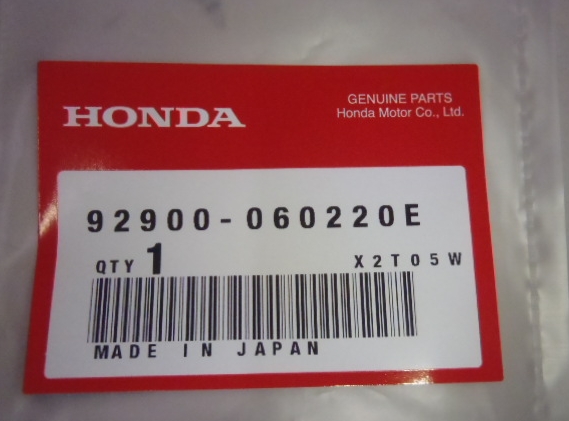 HONDA
GENUINE PARTS
Honda Motor Co., Ltd.
92900-060220E
QTY 1 X2T05W
MADE IN JAPAN